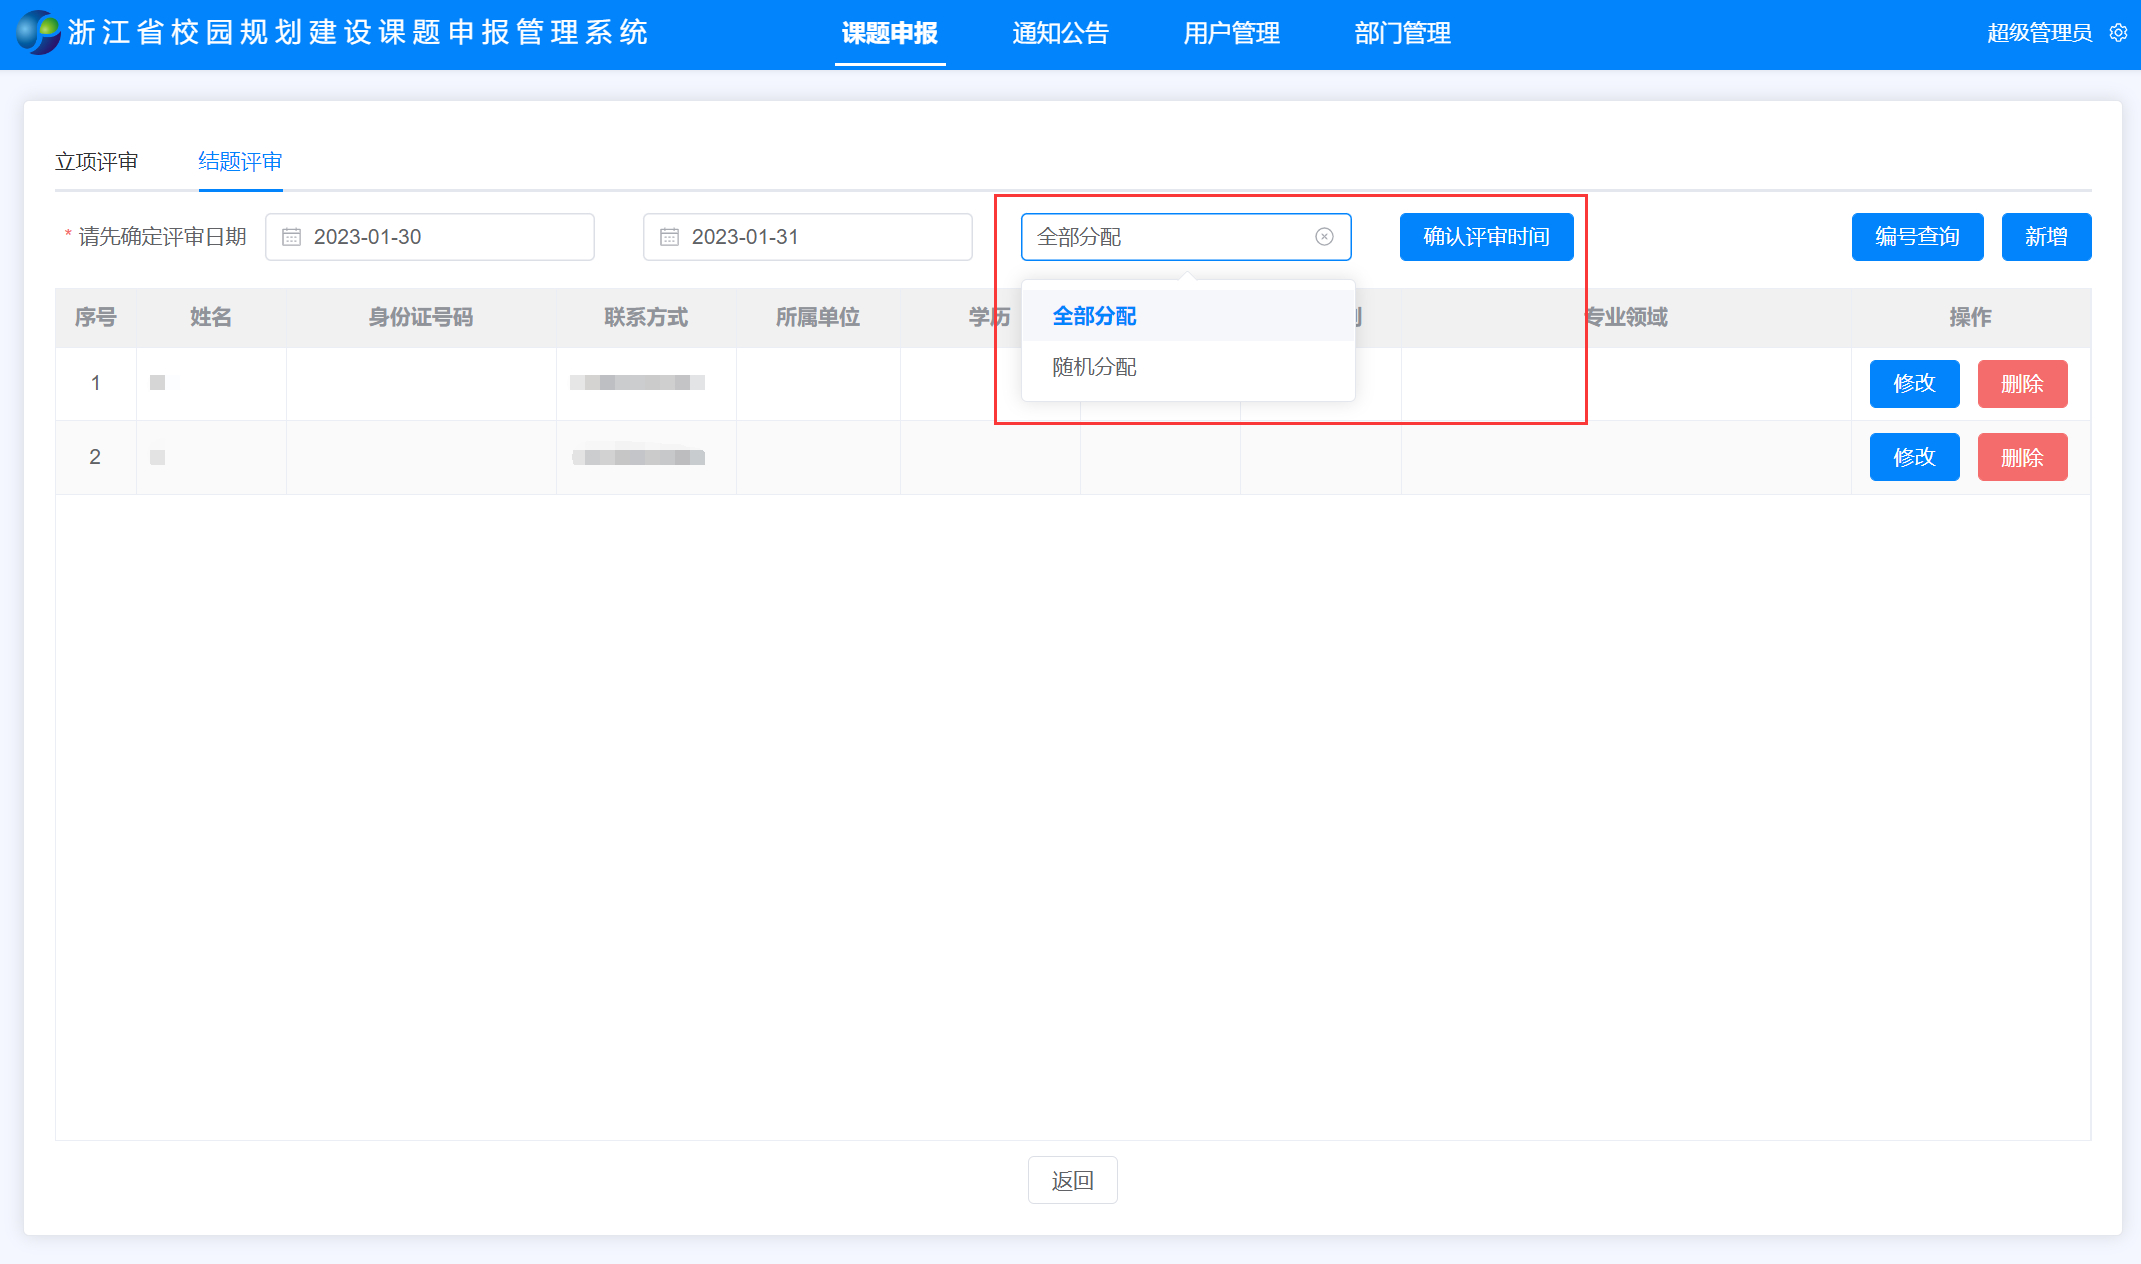 浙江省校园规划建设课题申报管理系统
课题申报 通知公告 用户管理 部门管理
超级管理员
立项评审 结题评审
* 请先确定评审日期 2023-01-30 2023-01-31 全部分配 确认评审时间 编号查询 新增
序号 姓名 身份证号码 联系方式 所属单位 学历 专业领域 操作
全部分配
随机分配
1 修改 删除
2 修改 删除
返回